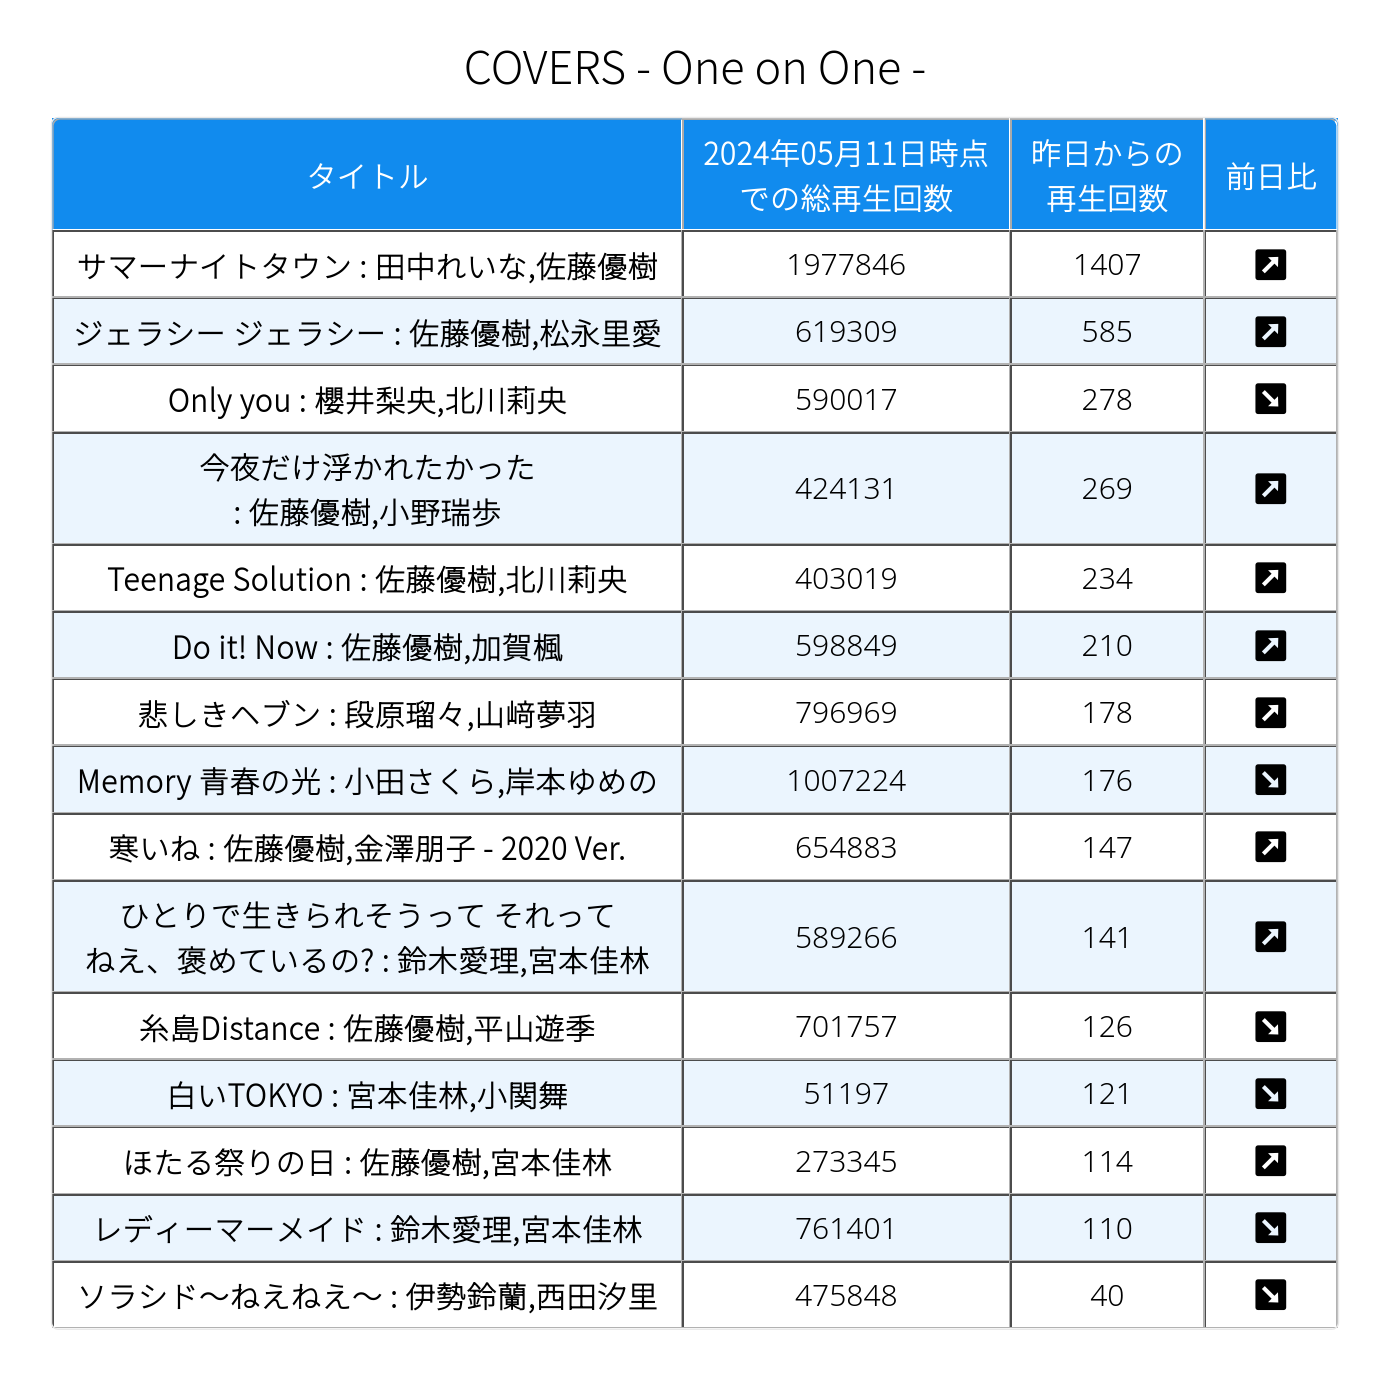 COVERS - One on One -
タイトル
2024年05月11日時点
での総再生回数
昨日からの
再生回数
前日比
サマーナイトタウン : 田中れいな,佐藤優樹 1977846 1407
ジェラシー ジェラシー : 佐藤優樹,松永里愛 619309 585
Only you : 櫻井梨央,北川莉央 590017 278
今夜だけ浮かれたかった
: 佐藤優樹,小野瑞歩 424131 269
Teenage Solution : 佐藤優樹,北川莉央 403019 234
Do it! Now : 佐藤優樹,加賀楓 598849 210
悲しきヘブン : 段原瑠々,山﨑夢羽 796969 178
Memory 青春の光 : 小田さくら,岸本ゆめの 1007224 176
寒いね : 佐藤優樹,金澤朋子 - 2020 Ver. 654883 147
ひとりで生きられそうって それって
ねえ、褒めているの? : 鈴木愛理,宮本佳林 589266 141
糸島Distance : 佐藤優樹,平山遊季 701757 126
白いTOKYO : 宮本佳林,小関舞 51197 121
ほたる祭りの日 : 佐藤優樹,宮本佳林 273345 114
レディーマーメイド : 鈴木愛理,宮本佳林 761401 110
ソラシド〜ねえねえ〜 : 伊勢鈴蘭,西田汐里 475848 40